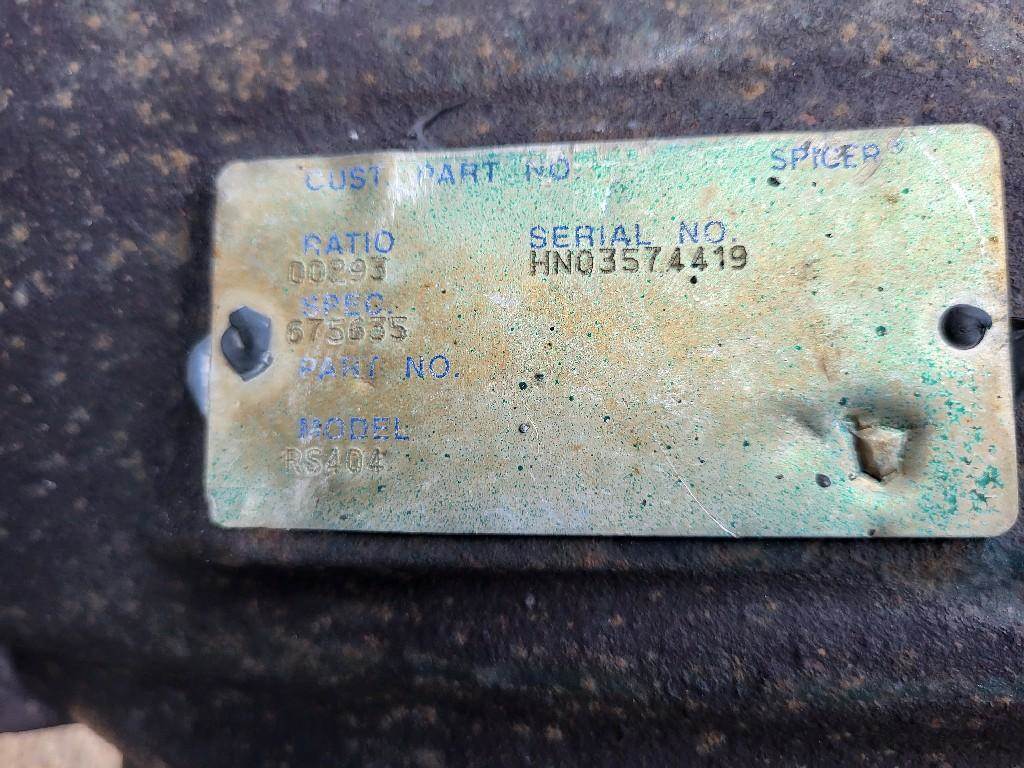 CUST. PART NO. SPICER®
RATIO SERIAL NO.
00293 HN03574419
SPEC.
675635
PART NO.
MODEL
RS404